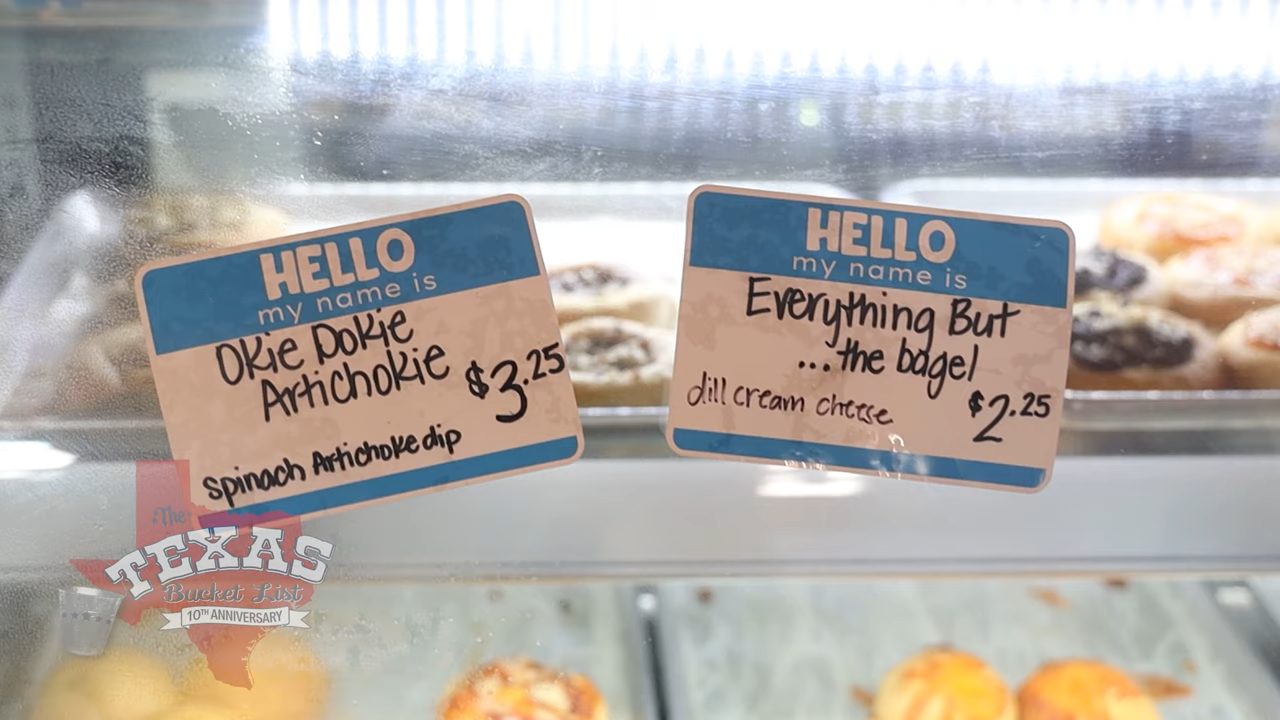 HELLO
my name is
Okie Dokie
Artichokie
$3.25
spinach Artichoke dip
HELLO
my name is
Everything But
...the bagel
dill cream cheese
$2.25
The
TEXAS
Bucket List
10TH ANNIVERSARY